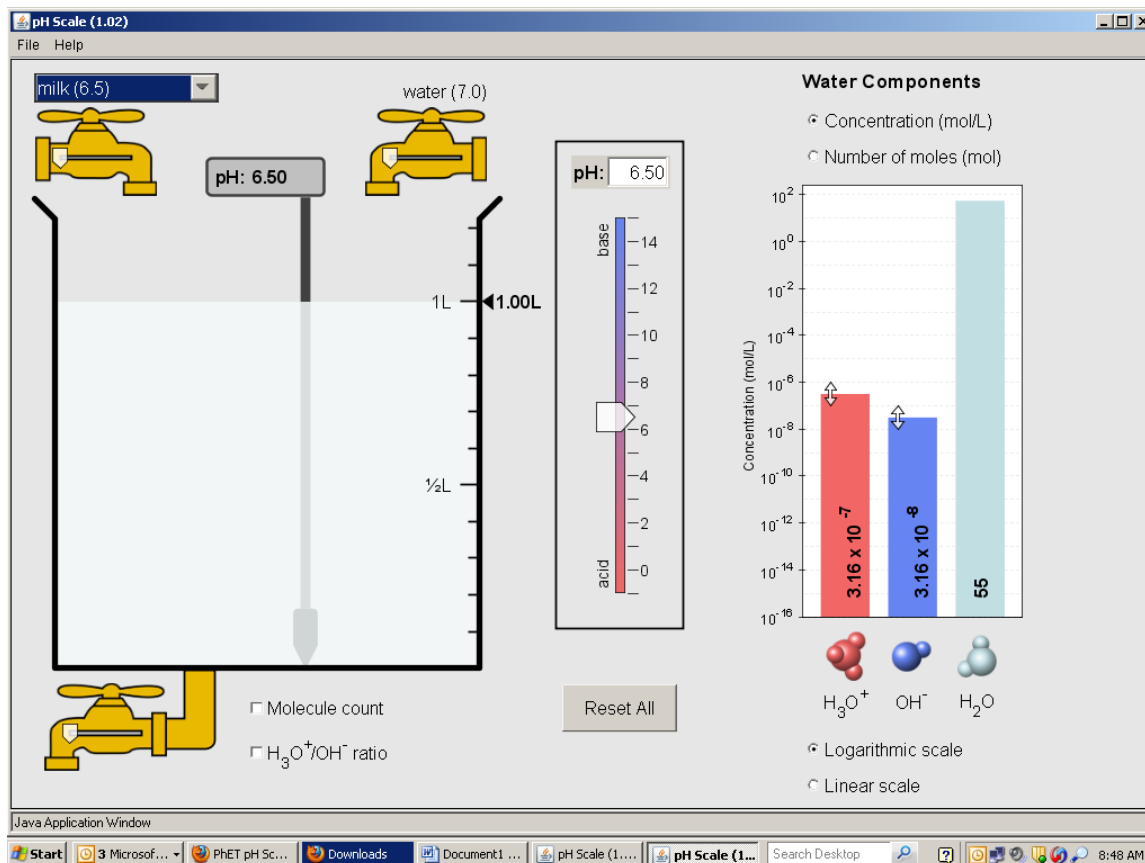 pH Scale (1.02)
File Help
milk (6.5)
water (7.0)
pH: 6.50
1L
1.00L
½L
pH: 6.50
base
14
12
10
8
6
4
2
0
acid
Water Components
Concentration (mol/L)
Number of moles (mol)
Concentration (mol/L)
10²
10⁰
10⁻²
10⁻⁴
10⁻⁶
10⁻⁸
10⁻¹⁰
10⁻¹²
10⁻¹⁴
10⁻¹⁶
3.16 x 10⁻⁷
3.16 x 10⁻⁸
55
H₃O⁺ OH⁻ H₂O
Logarithmic scale
Linear scale
Molecule count
H₃O⁺/OH⁻ ratio
Reset All
Java Application Window
Start 3 Microsof... PhET pH Sc... Downloads Document1 ... pH Scale (1.... pH Scale (1... Search Desktop 8:48 AM